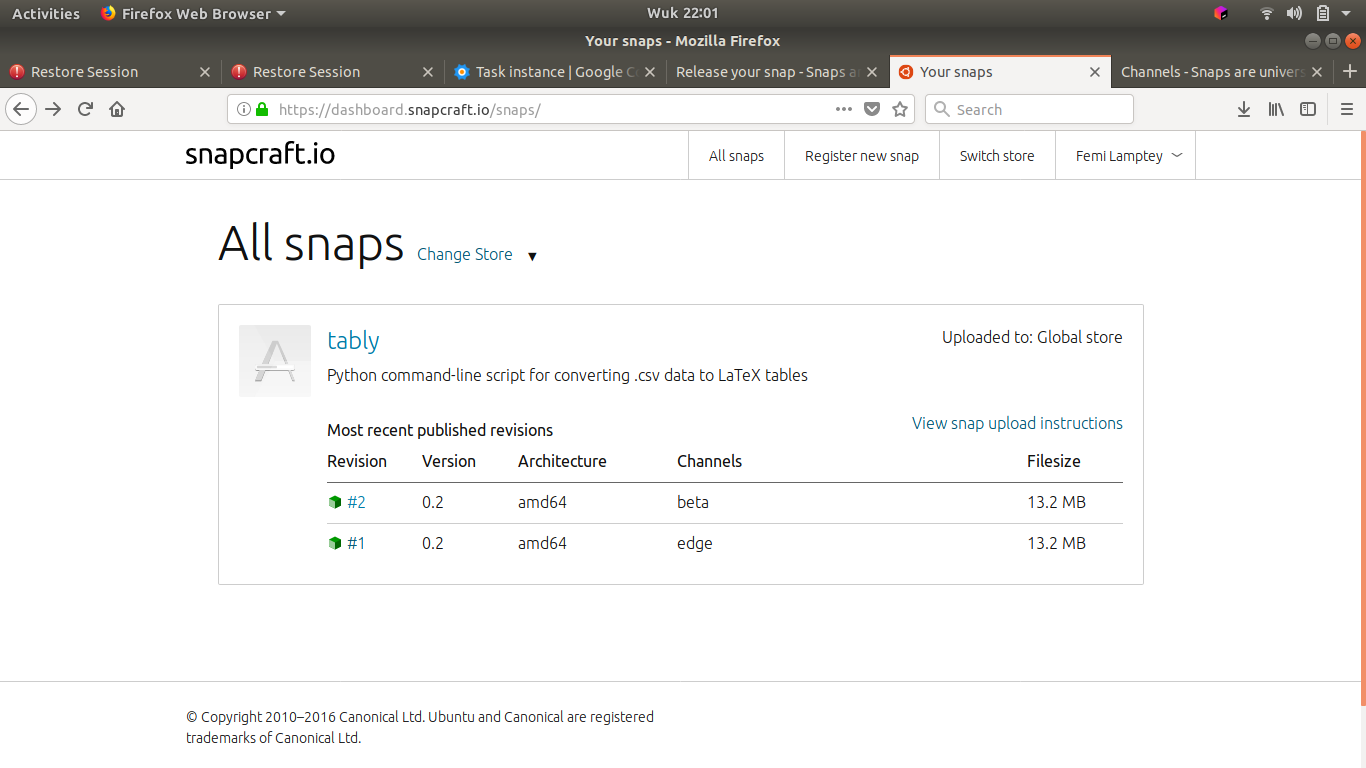 Activities Firefox Web Browser Wuk 22:01
Your snaps - Mozilla Firefox
Restore Session Restore Session Task instance | Google C Release your snap - Snaps a Your snaps Channels - Snaps are univers
https://dashboard.snapcraft.io/snaps/ Search
snapcraft.io All snaps Register new snap Switch store Femi Lamptey
All snaps Change Store
tably Uploaded to: Global store
Python command-line script for converting .csv data to LaTeX tables
View snap upload instructions
Most recent published revisions
Revision Version Architecture Channels Filesize
#2 0.2 amd64 beta 13.2 MB
#1 0.2 amd64 edge 13.2 MB
© Copyright 2010–2016 Canonical Ltd. Ubuntu and Canonical are registered
trademarks of Canonical Ltd.